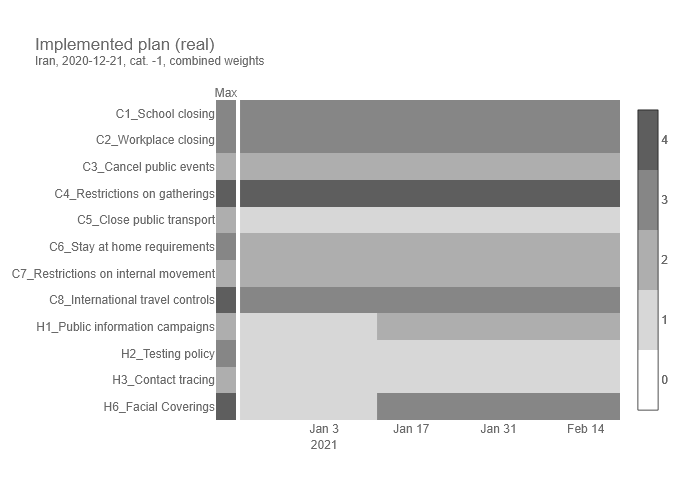 Implemented plan (real)
Iran, 2020-12-21, cat. -1, combined weights
Max
C1_School closing
C2_Workplace closing
C3_Cancel public events
C4_Restrictions on gatherings
C5_Close public transport
C6_Stay at home requirements
C7_Restrictions on internal movement
C8_International travel controls
H1_Public information campaigns
H2_Testing policy
H3_Contact tracing
H6_Facial Coverings
Jan 3
2021
Jan 17
Jan 31
Feb 14
4
3
2
1
0